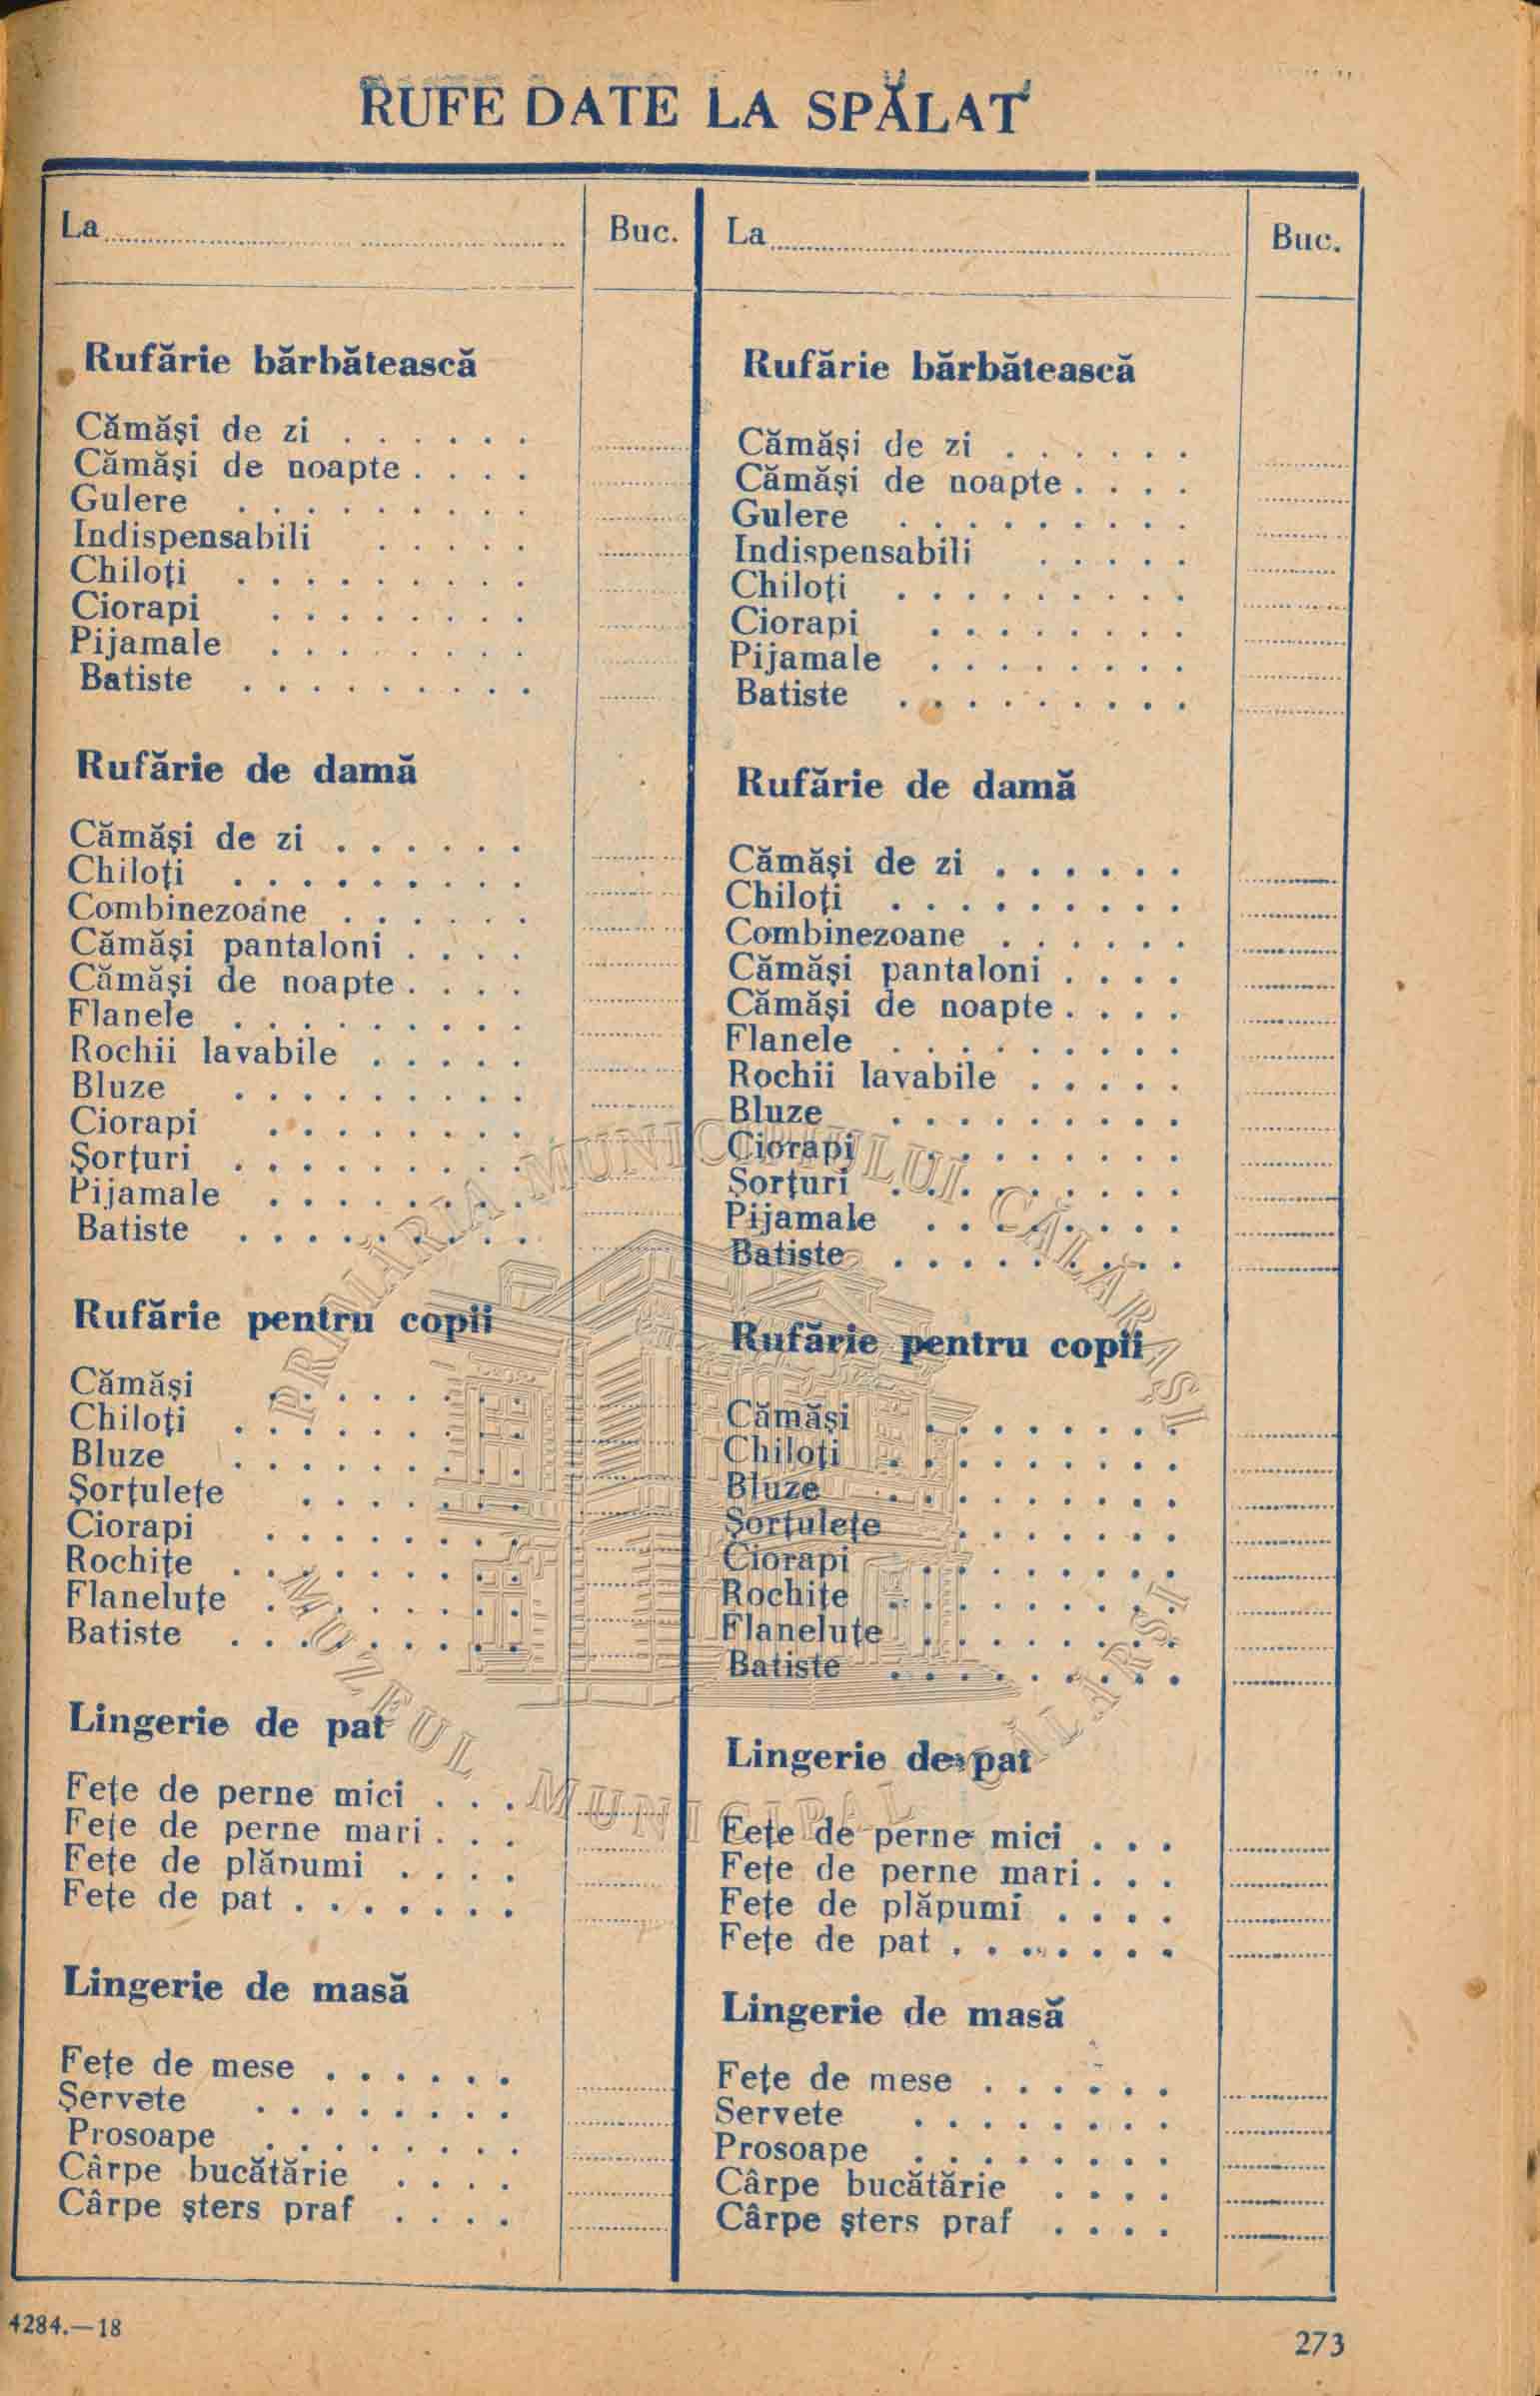 RUFE DATE LA SPĂLAT
La
Buc.
Rufărie bărbătească
Cămăşi de zi
Cămăşi de noapte
Gulere
Indispensabili
Chiloţi
Ciorapi
Pijamale
Batiste
Rufărie de damă
Cămăşi de zi
Chiloţi
Combinezoane
Cămăşi pantaloni
Cămăşi de noapte
Flanele
Rochii lavabile
Bluze
Ciorapi
Şorţuri
Pijamale
Batiste
Rufărie pentru copii
Cămăşi
Chiloţi
Bluze
Şorţuleţe
Ciorapi
Rochiţe
Flaneluţe
Batiste
Lingerie de pat
Feţe de perne mici
Feţe de perne mari
Feţe de plăpumi
Feţe de pat
Lingerie de masă
Feţe de mese
Şervete
Prosoape
Cârpe bucătărie
Cârpe şters praf
La
Buc.
Rufărie bărbătească
Cămăşi de zi
Cămăşi de noapte
Gulere
Indispensabili
Chiloţi
Ciorapi
Pijamale
Batiste
Rufărie de damă
Cămăşi de zi
Chiloţi
Combinezoane
Cămăşi pantaloni
Cămăşi de noapte
Flanele
Rochii lavabile
Bluze
Ciorapi
Şorţuri
Pijamale
Batiste
Rufărie pentru copii
Cămăşi
Chiloţi
Bluze
Şorţuleţe
Ciorapi
Rochiţe
Flaneluţe
Batiste
Lingerie de pat
Feţe de perne mici
Feţe de perne mari
Feţe de plăpumi
Feţe de pat
Lingerie de masă
Feţe de mese
Servete
Prosoape
Cârpe bucătărie
Cârpe şters praf
4284.—18
273
PRIMĂRIA MUNICIPIULUI CĂLĂRAŞI
MUZEUL MUNICIPAL CĂLĂRAŞI